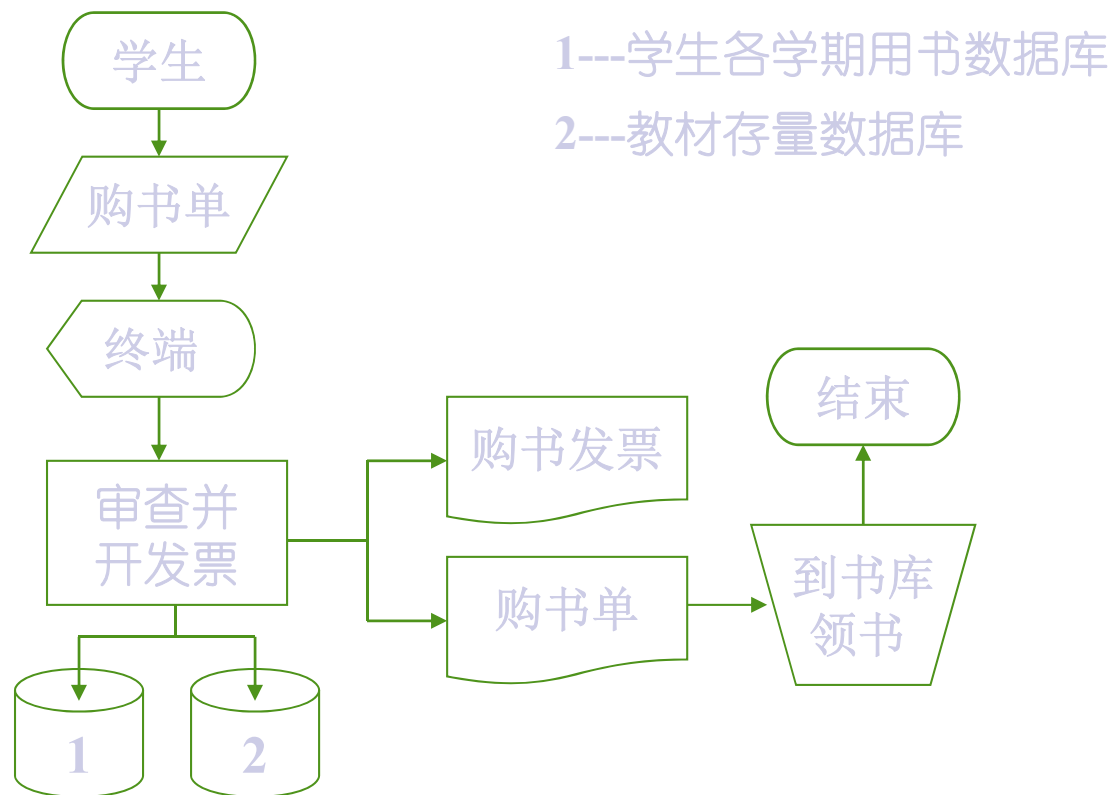 学生
1---学生各学期用书数据库
2---教材存量数据库
购书单
终端
结束
购书发票
审查并
开发票
购书单
到书库
领书
1
2